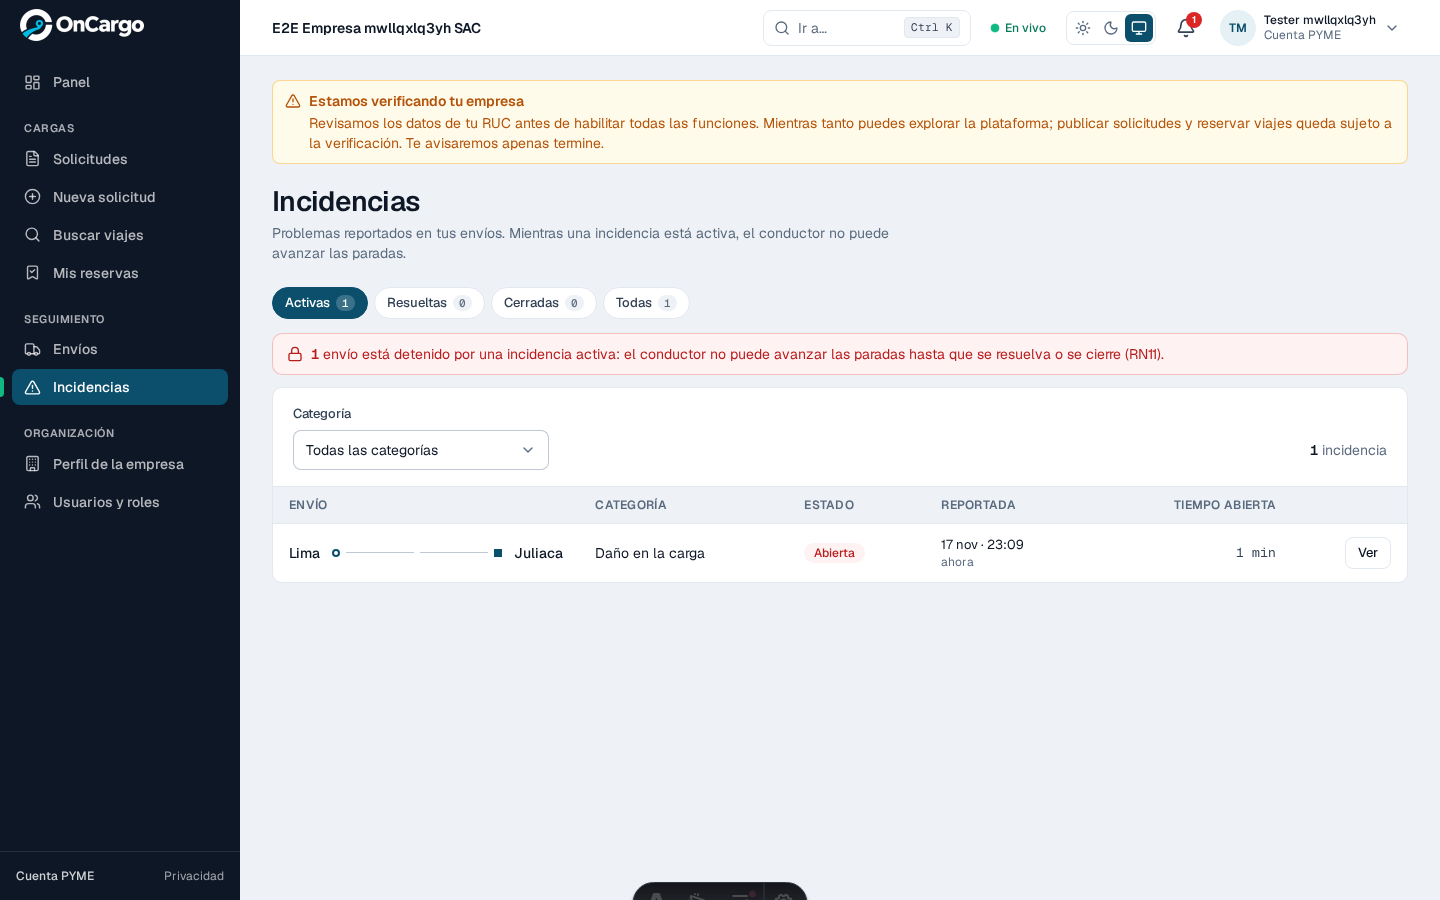 OnCargo
E2E Empresa mwllqxlq3yh SAC
Ir a...
Ctrl K
En vivo
1
TM
Tester mwllqxlq3yh
Cuenta PYME
Panel
CARGAS
Solicitudes
Nueva solicitud
Buscar viajes
Mis reservas
SEGUIMIENTO
Envíos
Incidencias
ORGANIZACIÓN
Perfil de la empresa
Usuarios y roles
Cuenta PYME
Privacidad
Estamos verificando tu empresa
Revisamos los datos de tu RUC antes de habilitar todas las funciones. Mientras tanto puedes explorar la plataforma; publicar solicitudes y reservar viajes queda sujeto a
la verificación. Te avisaremos apenas termine.
Incidencias
Problemas reportados en tus envíos. Mientras una incidencia está activa, el conductor no puede
avanzar las paradas.
Activas 1
Resueltas 0
Cerradas 0
Todas 1
1 envío está detenido por una incidencia activa: el conductor no puede avanzar las paradas hasta que se resuelva o se cierre (RN11).
Categoría
Todas las categorías
1 incidencia
ENVÍO CATEGORÍA ESTADO REPORTADA TIEMPO ABIERTA
Lima Juliaca Daño en la carga Abierta 17 nov · 23:09 1 min Ver
ahora